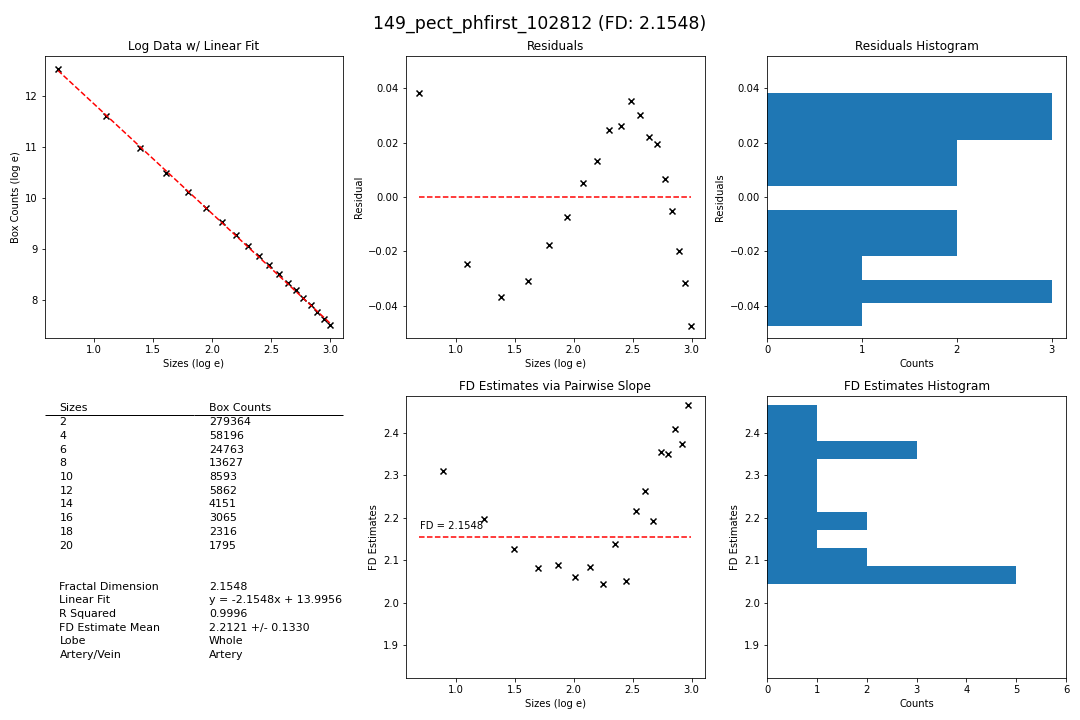 149_pect_phfirst_102812 (FD: 2.1548)
Log Data w/ Linear Fit
Box Counts (log e)
12
11
10
9
8
1.0 1.5 2.0 2.5 3.0
Sizes (log e)
Residuals
Residual
0.04
0.02
0.00
−0.02
−0.04
1.0 1.5 2.0 2.5 3.0
Sizes (log e)
Residuals Histogram
Residuals
0.04
0.02
0.00
−0.02
−0.04
0 1 2 3
Counts
Sizes Box Counts
2 279364
4 58196
6 24763
8 13627
10 8593
12 5862
14 4151
16 3065
18 2316
20 1795
Fractal Dimension 2.1548
Linear Fit y = -2.1548x + 13.9956
R Squared 0.9996
FD Estimate Mean 2.2121 +/- 0.1330
Lobe Whole
Artery/Vein Artery
FD Estimates via Pairwise Slope
FD Estimates
2.4
2.3
2.2
2.1
2.0
1.9
FD = 2.1548
1.0 1.5 2.0 2.5 3.0
Sizes (log e)
FD Estimates Histogram
FD Estimates
2.4
2.3
2.2
2.1
2.0
1.9
0 1 2 3 4 5 6
Counts